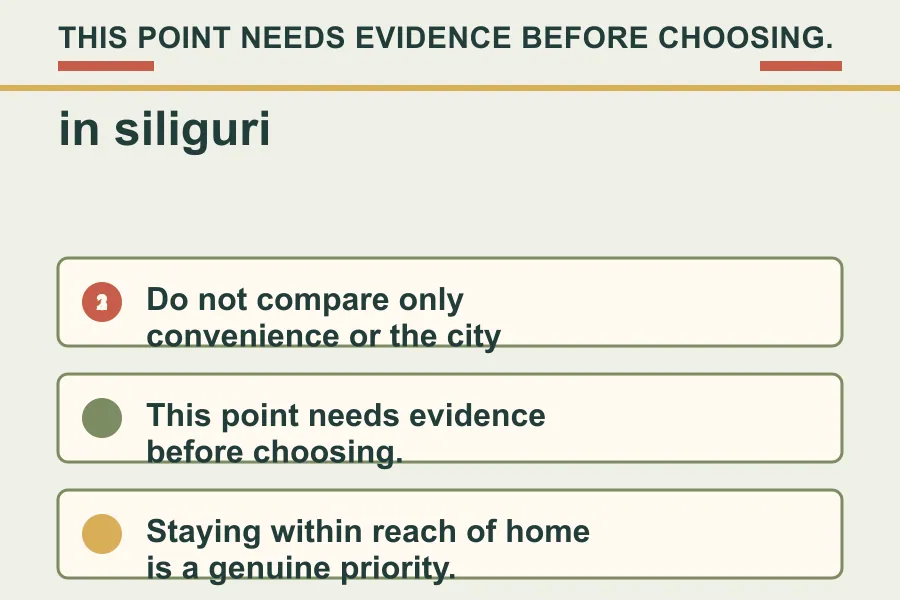 THIS POINT NEEDS EVIDENCE BEFORE CHOOSING.
in siliguri
Do not compare only
convenience or the city
This point needs evidence
before choosing.
Staying within reach of home
is a genuine priority.